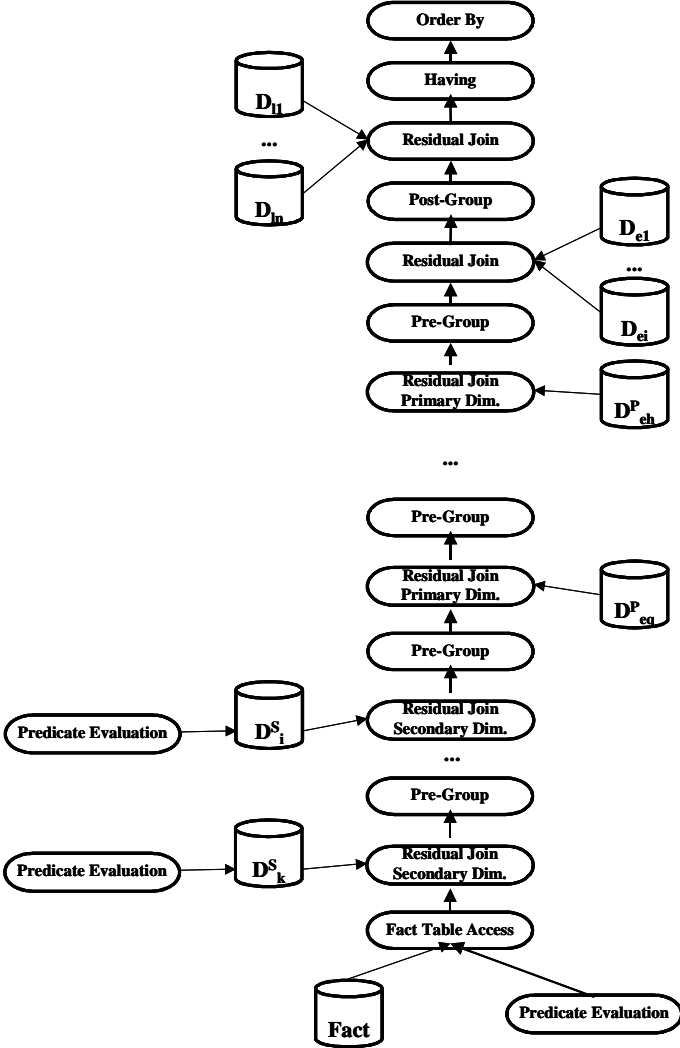 Order By
Having
D_l1
...
Residual Join
D_ln
Post-Group
D_e1
Residual Join
...
Pre-Group
D_ei
Residual Join
Primary Dim.
D^P_eh
...
Pre-Group
Residual Join
Primary Dim.
D^P_eq
Pre-Group
Predicate Evaluation
D^S_i
Residual Join
Secondary Dim.
...
Pre-Group
Predicate Evaluation
D^S_k
Residual Join
Secondary Dim.
Fact Table Access
Fact
Predicate Evaluation